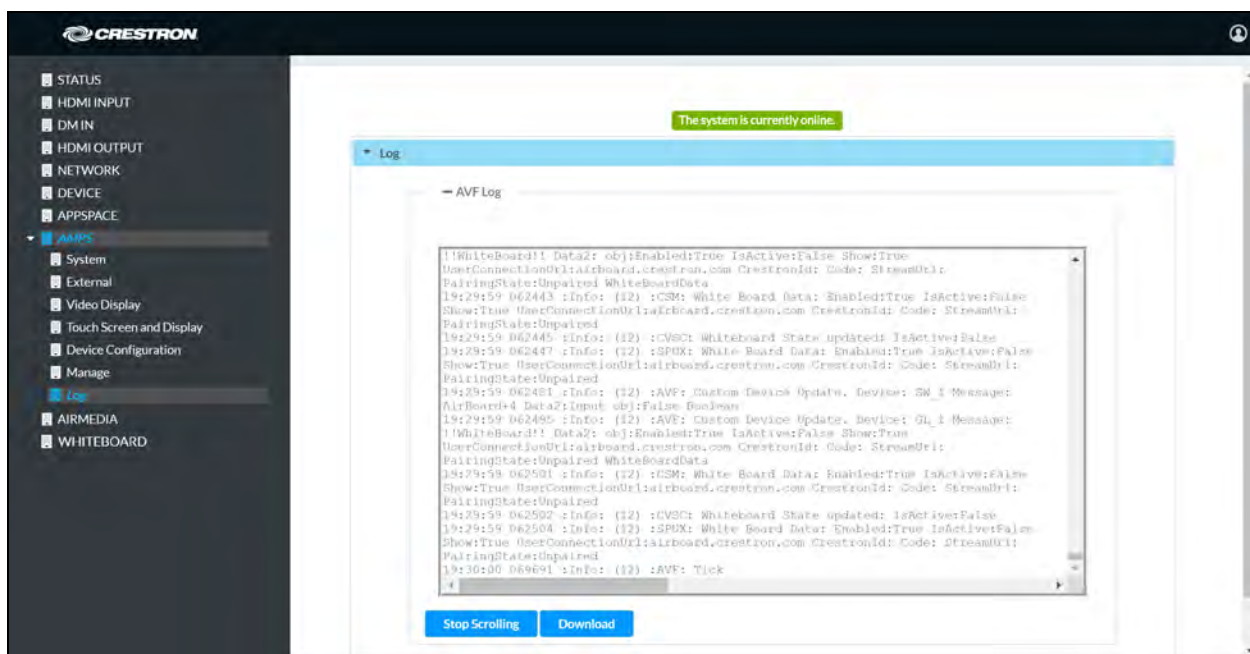 CRESTRON
STATUS
HDMI INPUT
DM IN
HDMI OUTPUT
NETWORK
DEVICE
APPSPACE
AMPS
System
External
Video Display
Touch Screen and Display
Device Configuration
Manage
Log
AIRMEDIA
WHITEBOARD
The system is currently online.
Log
AVF Log
!!WhiteBoard!! Data2: obj:Enabled:True IsActive:False Show:True
UserConnectionUrl:airboard.crestron.com CrestronId: Code: StreamUrl:
PairingState:Unpaired WhiteBoardData
19:29:59 062443 :Info: (12) :CSM: White Board Data: Enabled:True IsActive:False
Show:True UserConnectionUrl:airboard.crestron.com CrestronId: Code: StreamUrl:
PairingState:Unpaired
19:29:59 062445 :Info: (12) :CVSC: Whiteboard State updated: IsActive:False
19:29:59 062447 :Info: (12) :SPUX: White Board Data: Enabled:True IsActive:False
Show:True UserConnectionUrl:airboard.crestron.com CrestronId: Code: StreamUrl:
PairingState:Unpaired
19:29:59 062481 :Info: (12) :AVF: Custom Device Update. Device: SW_1 Message:
AirBoard+4 Data2:Input obj:False Boolean
19:29:59 062495 :Info: (12) :AVF: Custom Device Update. Device: GL_1 Message:
!!WhiteBoard!! Data2: obj:Enabled:True IsActive:False Show:True
UserConnectionUrl:airboard.crestron.com CrestronId: Code: StreamUrl:
PairingState:Unpaired WhiteBoardData
19:29:59 062501 :Info: (12) :CSM: White Board Data: Enabled:True IsActive:False
Show:True UserConnectionUrl:airboard.crestron.com CrestronId: Code: StreamUrl:
PairingState:Unpaired
19:29:59 062502 :Info: (12) :CVSC: Whiteboard State updated: IsActive:False
19:29:59 062504 :Info: (12) :SPUX: White Board Data: Enabled:True IsActive:False
Show:True UserConnectionUrl:airboard.crestron.com CrestronId: Code: StreamUrl:
PairingState:Unpaired
19:30:00 069691 :Info: (12) :AVF: Tick
Stop Scrolling
Download